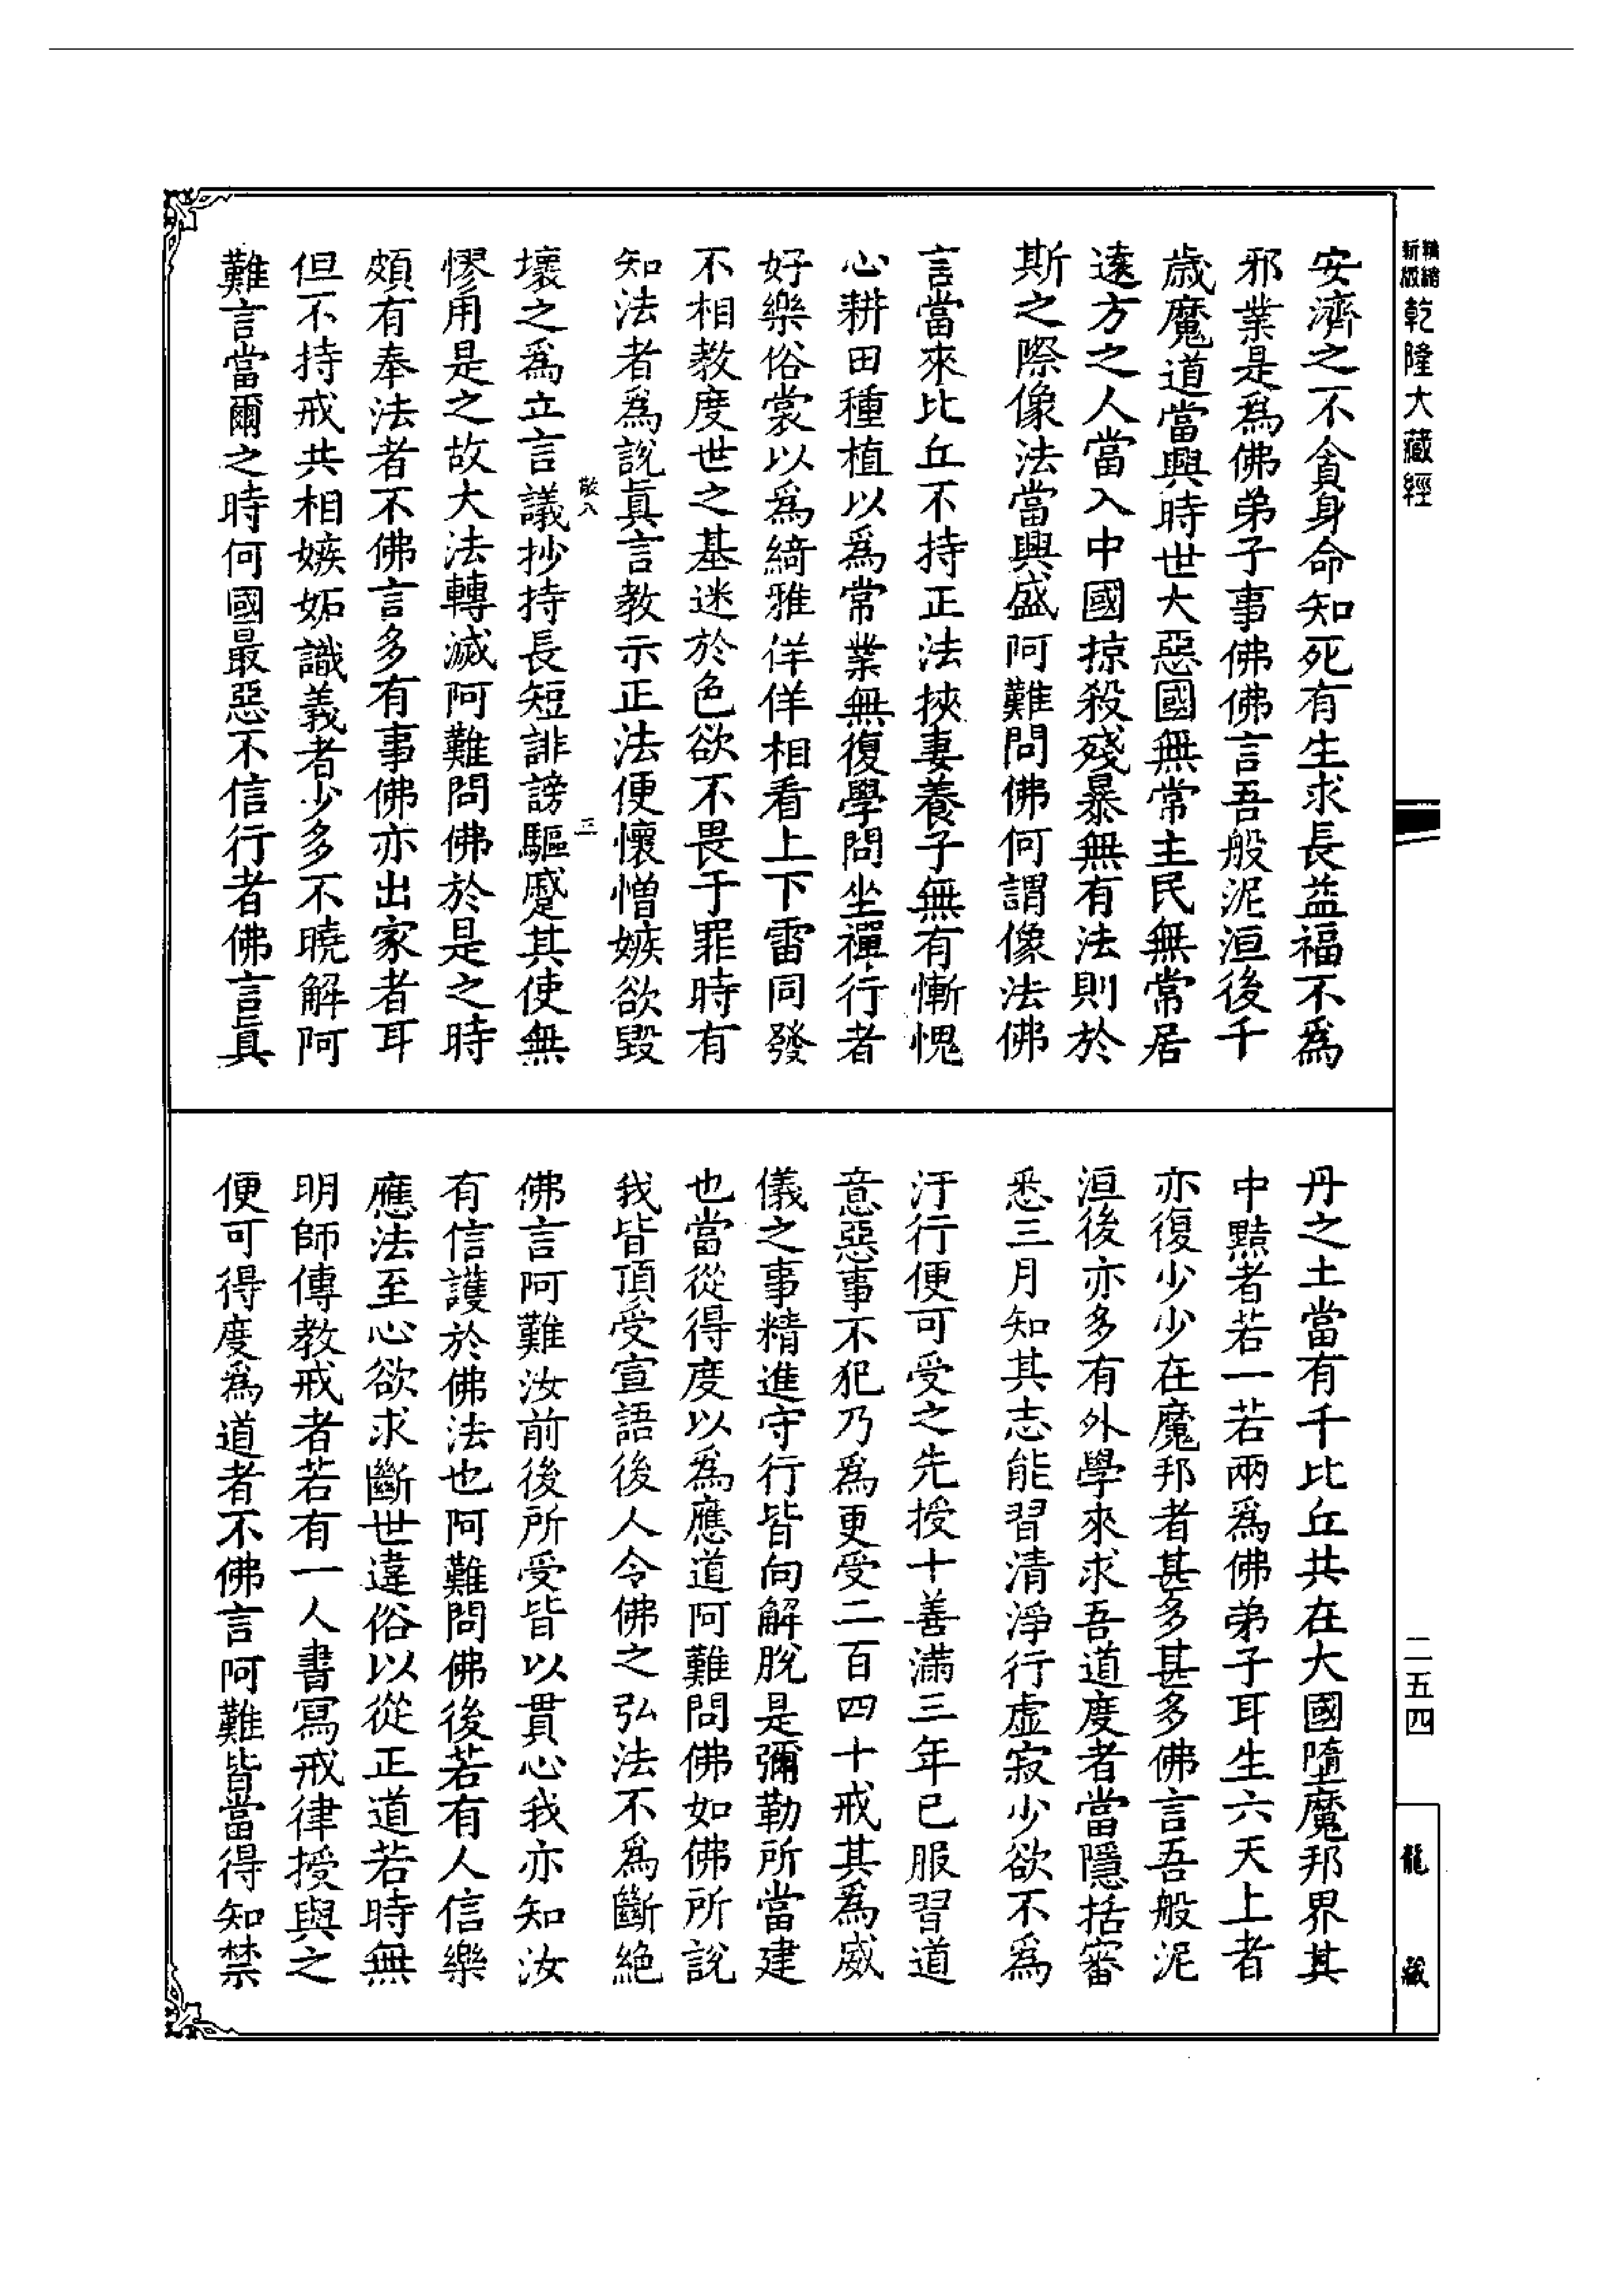 新版精縮乾隆大藏經
安濟之不貪身命知死有生求長益福不爲
邪業是爲佛弟子事佛佛言吾般泥洹後千
歲魔道當興時世大惡國無常主民無常居
遠方之人當入中國掠殺殘暴無有法則於
斯之際像法當興盛阿難問佛何謂像法佛
言當來比丘不持正法挾妻養子無有慚愧
心耕田種植以爲常業無復學問坐禪行者
好樂俗裳以爲綺雅佯佯相看上下雷同發
不相教度世之基迷於色欲不畏于罪時有
知法者爲說眞言教示正法便懷憎嫉欲毀
壞之爲立言議抄持長短誹謗驅蹙其使無
憀用是之故大法轉滅阿難問佛於是之時
頗有奉法者不佛言多有事佛亦出家者耳
但不持戒共相嫉妬識義者少多不曉解阿
難言當爾之時何國最惡不信行者佛言眞
丹之土當有千比丘共在大國墮魔邦界其
中黠者若一若兩爲佛弟子耳生六天上者
亦復少少在魔邦者甚多甚多佛言吾般泥
洹後亦多有外學來求吾道度者當隱括審
悉三月知其志能習清淨行虛寂少欲不爲
汙行便可受之先授十善滿三年已服習道
意惡事不犯乃爲更受二百四十戒其爲威
儀之事精進守行皆向解脫是彌勒所當建
也當從得度以爲應道阿難問佛如佛所說
我皆頂受宣語後人令佛之弘法不爲斷絶
佛言阿難汝前後所受皆以貫心我亦知汝
有信護於佛法也阿難問佛後若有人信樂
應法至心欲求斷世違俗以從正道若時無
明師傳教戒者若有一人書寫戒律授與之
便可得度爲道者不佛言阿難皆當得知禁
二五四
龍藏